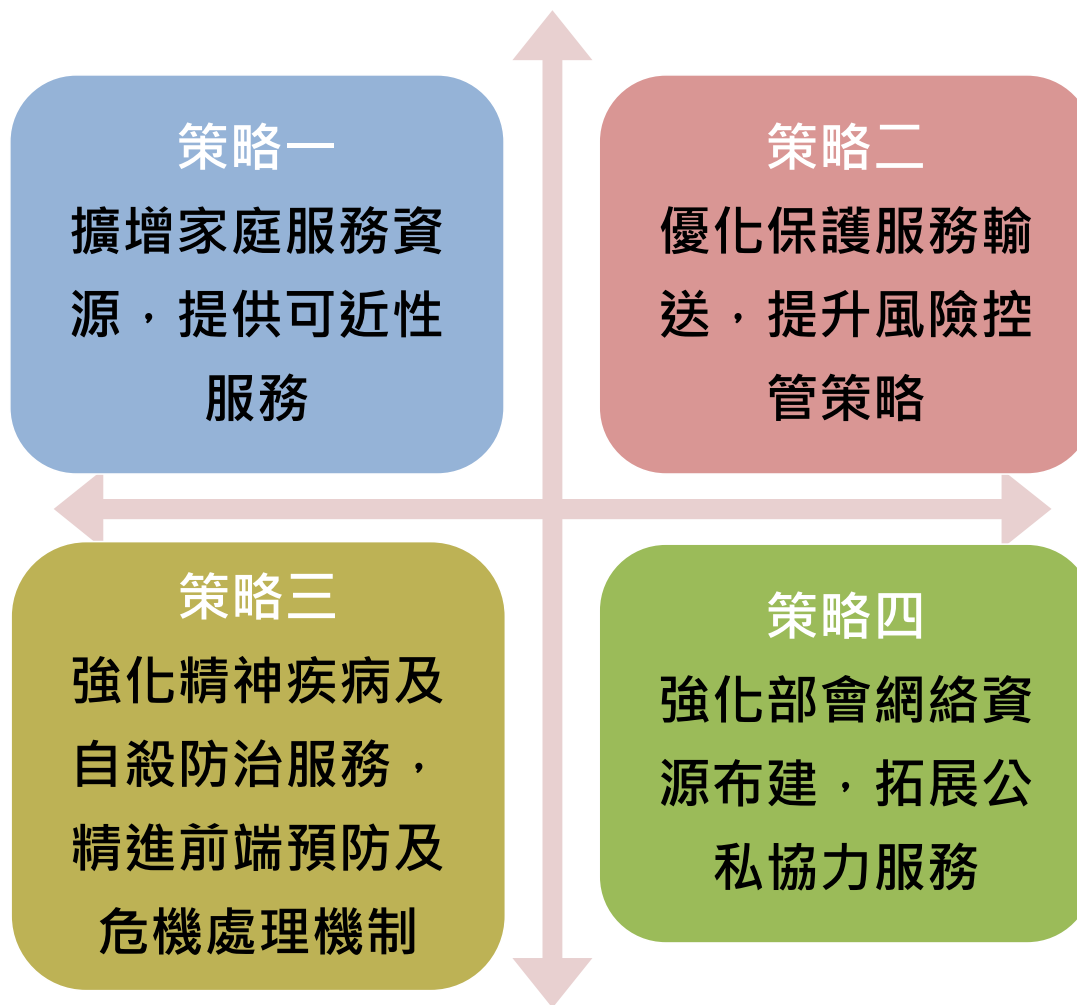 策略一
擴增家庭服務資
源，提供可近性
服務
策略二
優化保護服務輸
送，提升風險控
管策略
策略三
強化精神疾病及
自殺防治服務，
精進前端預防及
危機處理機制
策略四
強化部會網絡資
源布建，拓展公
私協力服務